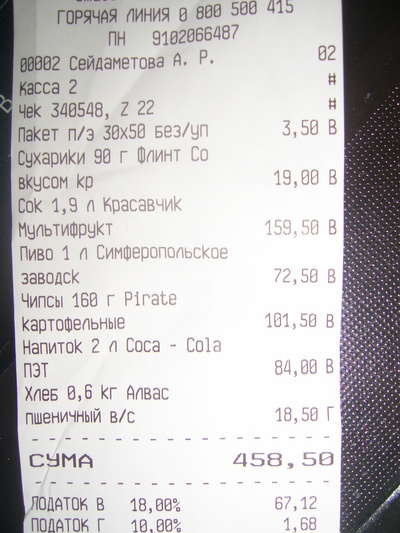 ГОРЯЧАЯ ЛИНИЯ 0 800 500 415
ПН 9102066487
00002 Сейдаметова А. Р. 02
Касса 2 #
Чек 340548, Z 22 #
Пакет п/э 30х50 Без/уп 3,50 В
Сухарики 90 г Флинт Со
вкусом кр 19,00 В
Сок 1,9 л Красавчик
Мультифрукт 159,50 В
Пиво 1 л Симферопольское
заводск 72,50 В
Чипсы 160 г Pirate
картофельные 101,50 В
Напиток 2 л Coca - Cola
ПЭТ 84,00 В
Хлеб 0,6 кг Алвас
пшеничный в/с 18,50 Г
СУМА 458,50
ПОДАТОК В 18,00% 67,12
ПОДАТОК Г 10,00% 1,68